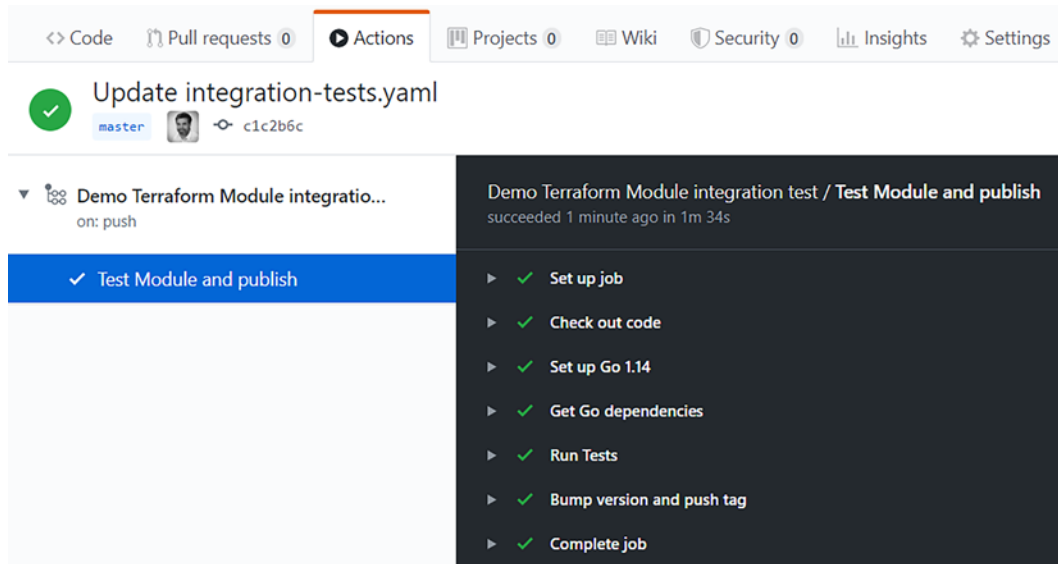 <> Code Pull requests 0 Actions Projects 0 Wiki Security 0 Insights Settings
Update integration-tests.yaml
master c1c2b6c
Demo Terraform Module integratio...
on: push
Test Module and publish
Demo Terraform Module integration test / Test Module and publish
succeeded 1 minute ago in 1m 34s
Set up job
Check out code
Set up Go 1.14
Get Go dependencies
Run Tests
Bump version and push tag
Complete job